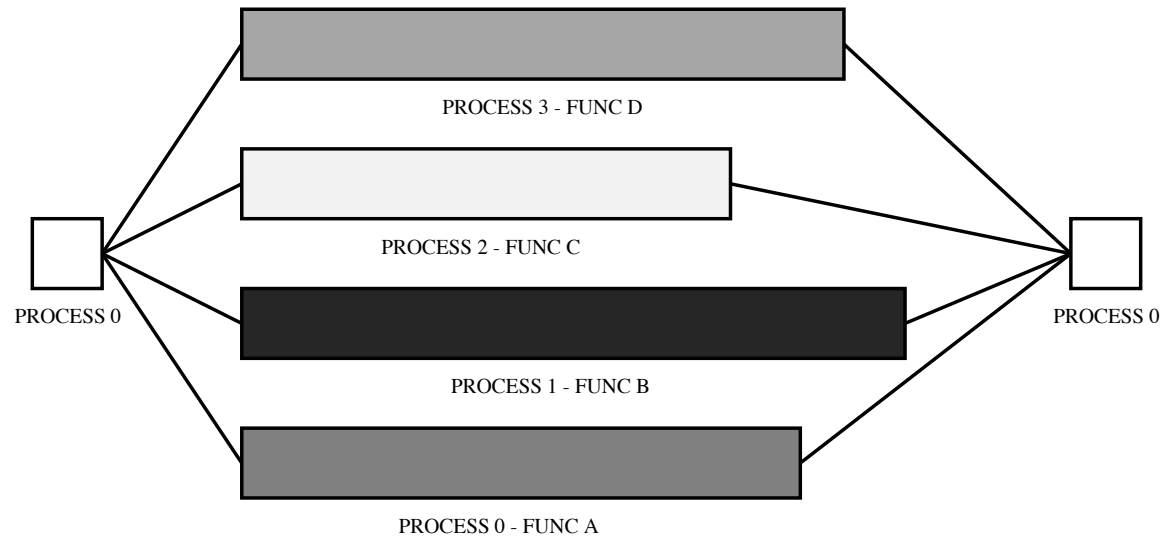 PROCESS 3 - FUNC D
PROCESS 2 - FUNC C
PROCESS 0
PROCESS 0
PROCESS 1 - FUNC B
PROCESS 0 - FUNC A